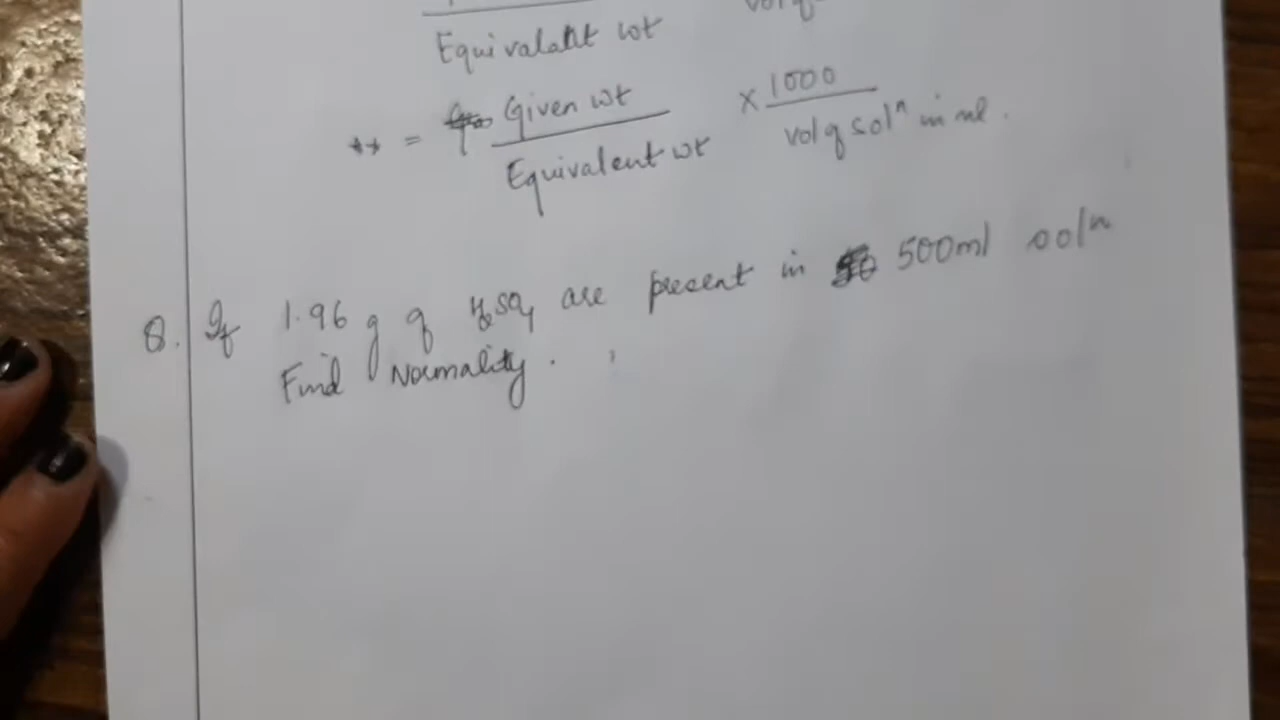 Equivalent wt
** = Given wt × 1000
Equivalent wt vol of solⁿ in ml.
Q. If 1.96 g of H₂SO₄ are present in 500ml solⁿ
Find Normality.